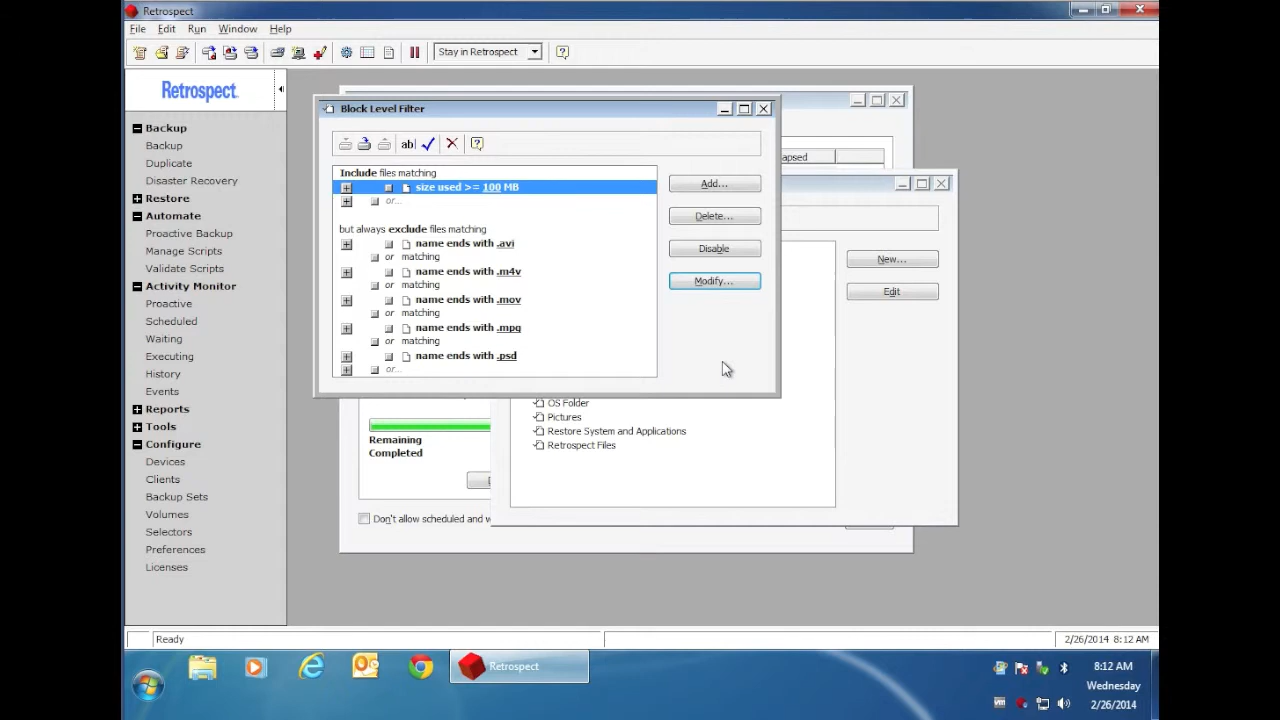 Retrospect
File Edit Run Window Help
Stay in Retrospect
Retrospect
Backup
Backup
Duplicate
Disaster Recovery
Restore
Automate
Proactive Backup
Manage Scripts
Validate Scripts
Activity Monitor
Proactive
Scheduled
Waiting
Executing
History
Events
Reports
Tools
Configure
Devices
Clients
Backup Sets
Volumes
Selectors
Preferences
Licenses
Block Level Filter
ab|
Include files matching
size used >= 100 MB
or...
but always exclude files matching
name ends with .avi
or matching
name ends with .m4v
or matching
name ends with .mov
or matching
name ends with .mpg
or matching
name ends with .psd
or...
Add...
Delete...
Disable
Modify...
apsed
New...
Edit
OS Folder
Pictures
Restore System and Applications
Retrospect Files
Remaining
Completed
Don't allow scheduled and w
Ready
2/26/2014 8:12 AM
Retrospect
8:12 AM
Wednesday
2/26/2014